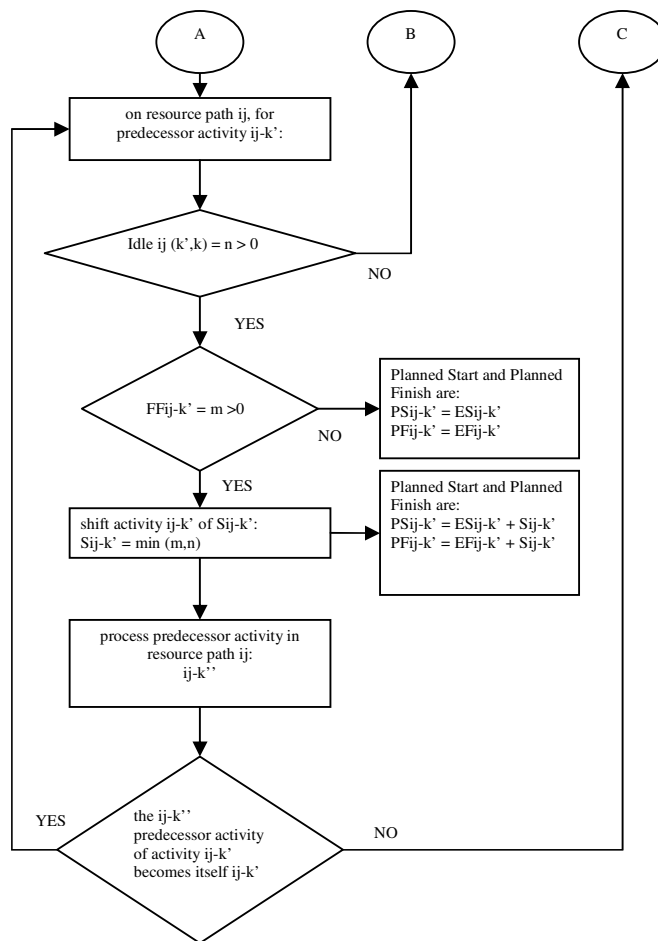 A
B
C
on resource path ij, for
predecessor activity ij-k’:
Idle ij (k’,k) = n > 0
NO
YES
FFij-k’ = m >0
NO
Planned Start and Planned
Finish are:
PSij-k’ = ESij-k’
PFij-k’ = EFij-k’
YES
shift activity ij-k’ of Sij-k’:
Sij-k’ = min (m,n)
Planned Start and Planned
Finish are:
PSij-k’ = ESij-k’ + Sij-k’
PFij-k’ = EFij-k’ + Sij-k’
process predecessor activity in
resource path ij:
ij-k’’
YES
the ij-k’’
predecessor activity
of activity ij-k’
becomes itself ij-k’
NO